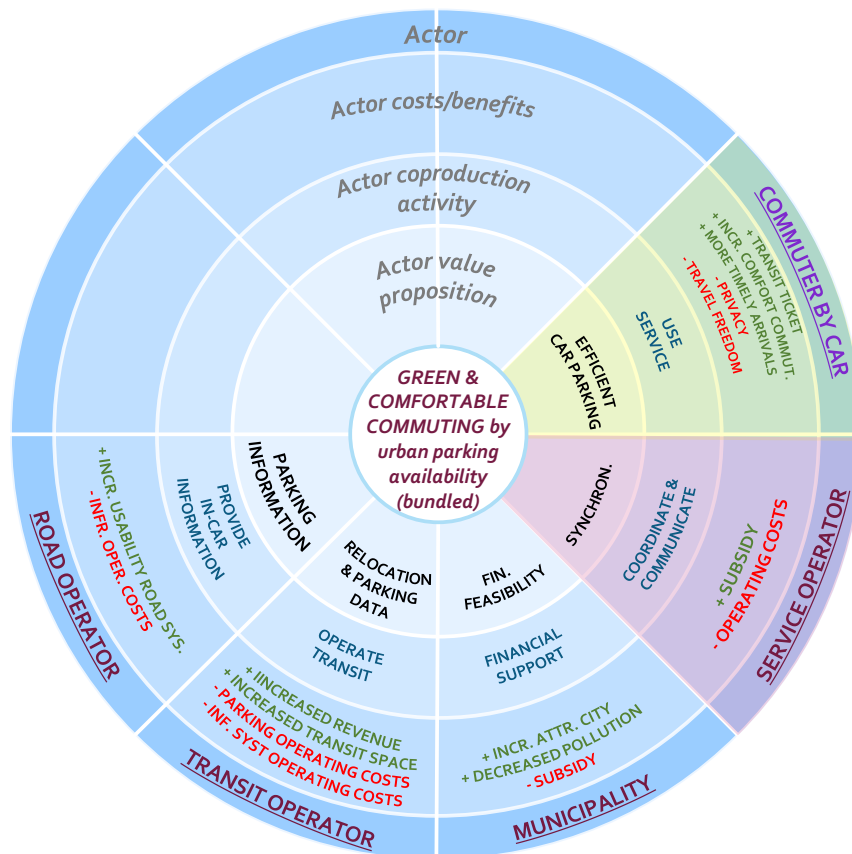 Actor
Actor costs/benefits
Actor coproduction
activity
Actor value
proposition
GREEN &
COMFORTABLE
COMMUTING by
urban parking
availability
(bundled)
COMMUTER BY CAR
+ TRANSIT TICKET
+ INCR. COMFORT COMMUT.
+ MORE TIMELY ARRIVALS
- PRIVACY
- TRAVEL FREEDOM
USE
SERVICE
EFFICIENT
CAR PARKING
SERVICE OPERATOR
+ SUBSIDY
- OPERATING COSTS
COORDINATE &
COMMUNICATE
SYNCHRON.
MUNICIPALITY
+ INCR. ATTR. CITY
+ DECREASED POLLUTION
- SUBSIDY
FINANCIAL
SUPPORT
FIN.
FEASIBILITY
TRANSIT OPERATOR
+ IINCREASED REVENUE
+ INCREASED TRANSIT SPACE
- PARKING OPERATING COSTS
- INF. SYST OPERATING COSTS
OPERATE
TRANSIT
RELOCATION
& PARKING
DATA
ROAD OPERATOR
+ INCR. USABILITY ROAD SYS.
- INFR. OPER. COSTS
PROVIDE
IN-CAR
INFORMATION
PARKING
INFORMATION